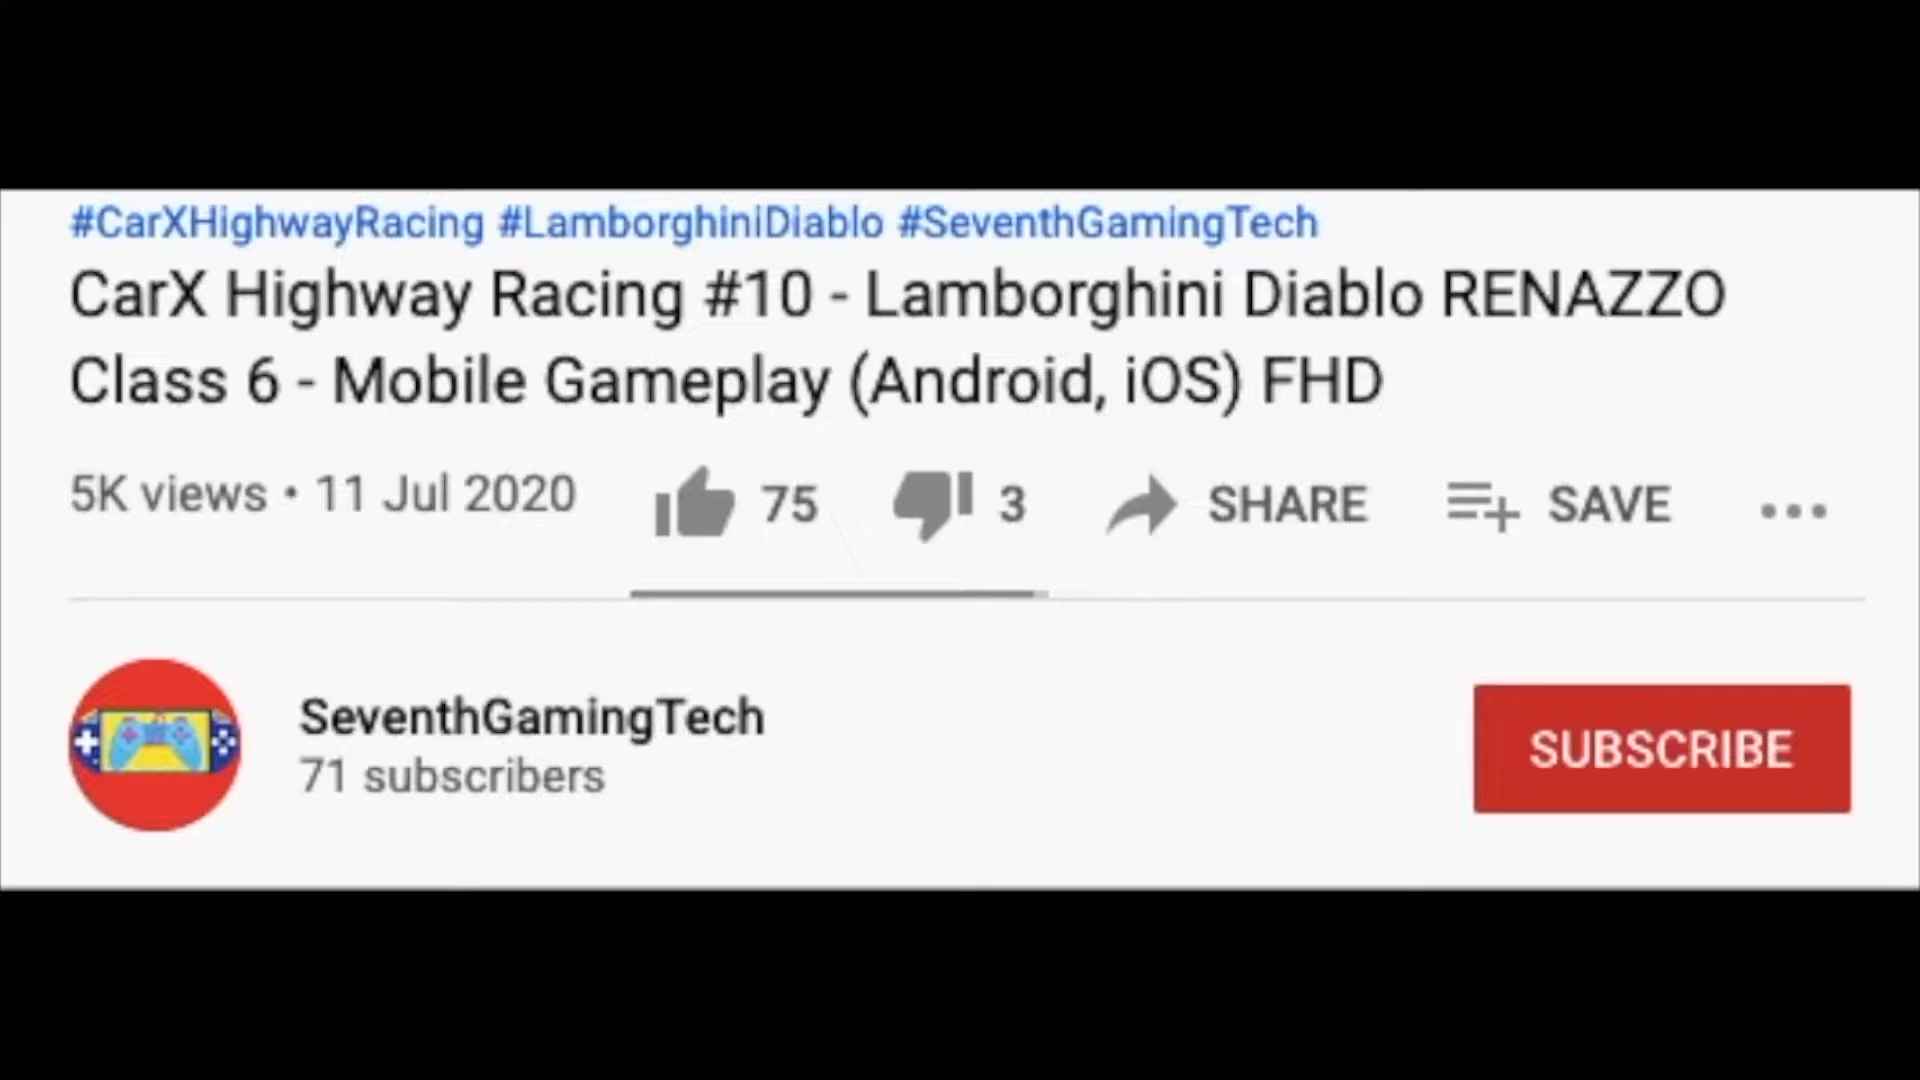 #CarXHighwayRacing #LamborghiniDiablo #SeventhGamingTech
CarX Highway Racing #10 - Lamborghini Diablo RENAZZO
Class 6 - Mobile Gameplay (Android, iOS) FHD
5K views • 11 Jul 2020 75 3 SHARE SAVE
SeventhGamingTech
71 subscribers
SUBSCRIBE